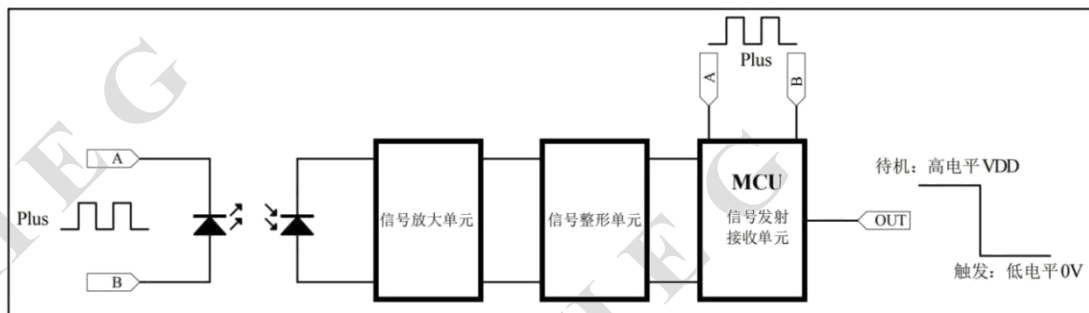 Plus
A
B
A
Plus
B
信号放大单元
信号整形单元
MCU
信号发射
接收单元
OUT
待机：高电平VDD
触发：低电平0V
IEG
LEG